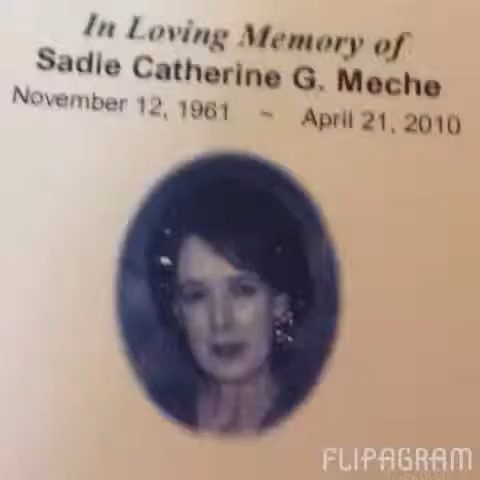 In Loving Memory of
Sadie Catherine G. Meche
November 12, 1961 ~ April 21, 2010
FLIPAGRAM